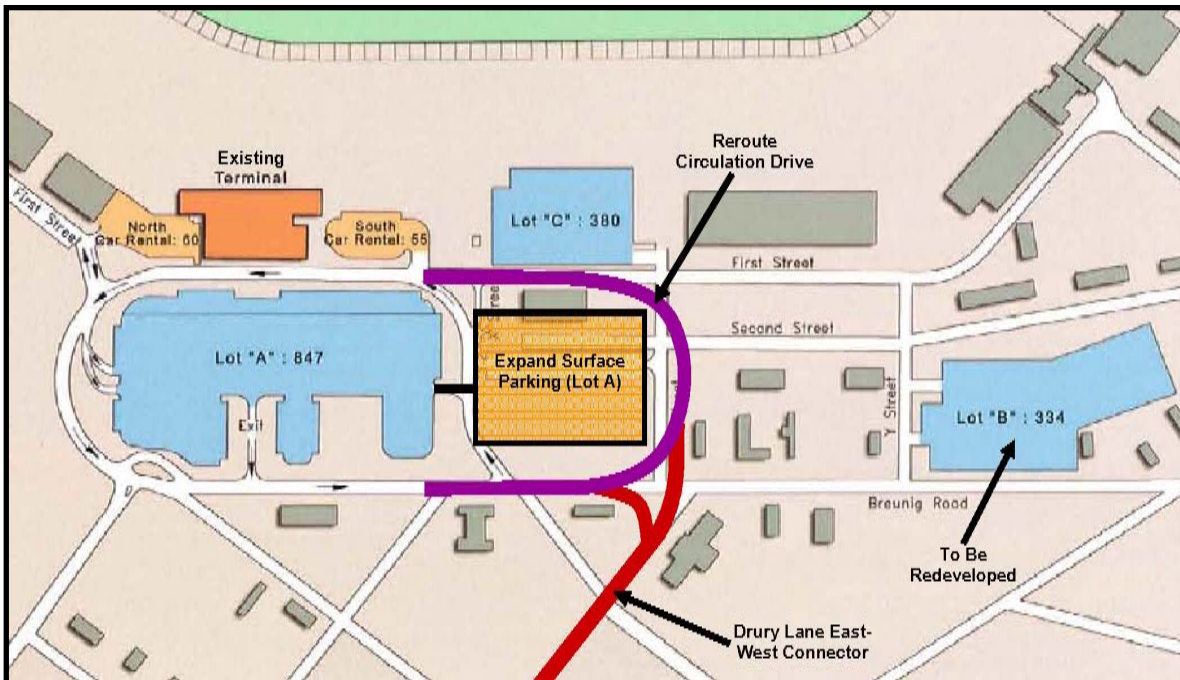 Reroute
Circulation Drive
Existing
Terminal
First Street
North
Car Rental: 60
South
Car Rental: 55
Lot "C" : 380
First Street
Second Street
Lot "A" : 847
Expand Surface
Parking (Lot A)
Exit
Y Street
Lot "B" : 334
Breunig Road
To Be
Redeveloped
Drury Lane East-
West Connector